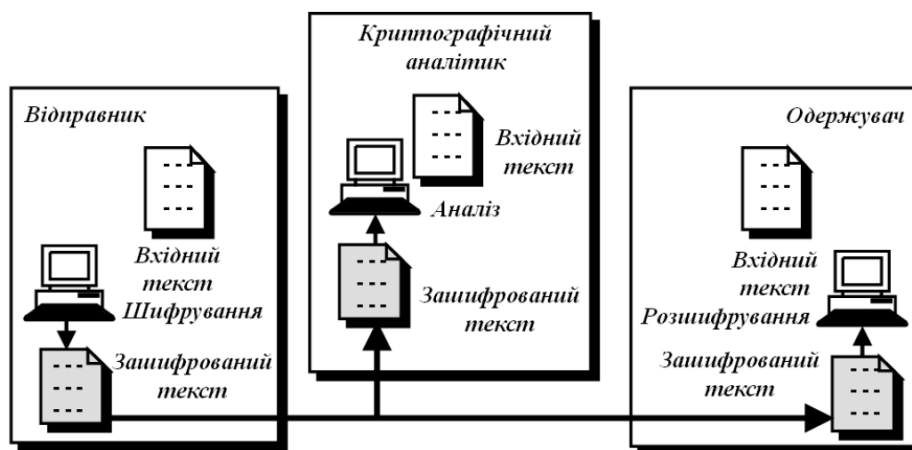 Відправник
Вхідний
текст
Шифрування
Зашифрований
текст
Криптографічний
аналітик
Вхідний
текст
Аналіз
Зашифрований
текст
Одержувач
Вхідний
текст
Розшифрування
Зашифрований
текст